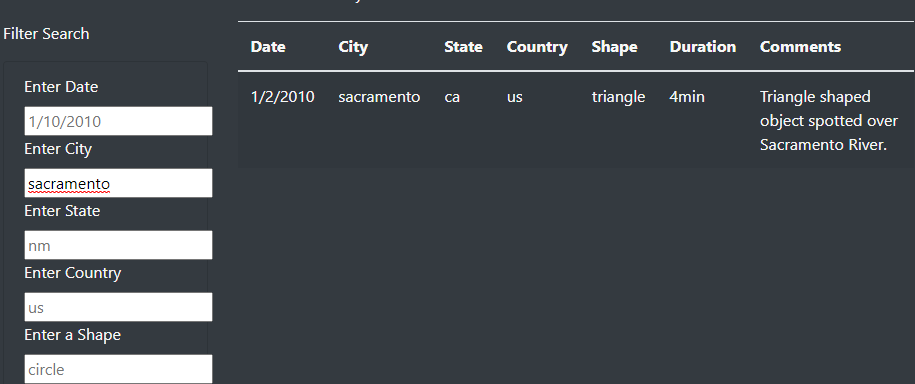 Filter Search
Enter Date
1/10/2010
Enter City
sacramento
Enter State
nm
Enter Country
us
Enter a Shape
circle
Date City State Country Shape Duration Comments
1/2/2010 sacramento ca us triangle 4min Triangle shaped
object spotted over
Sacramento River.